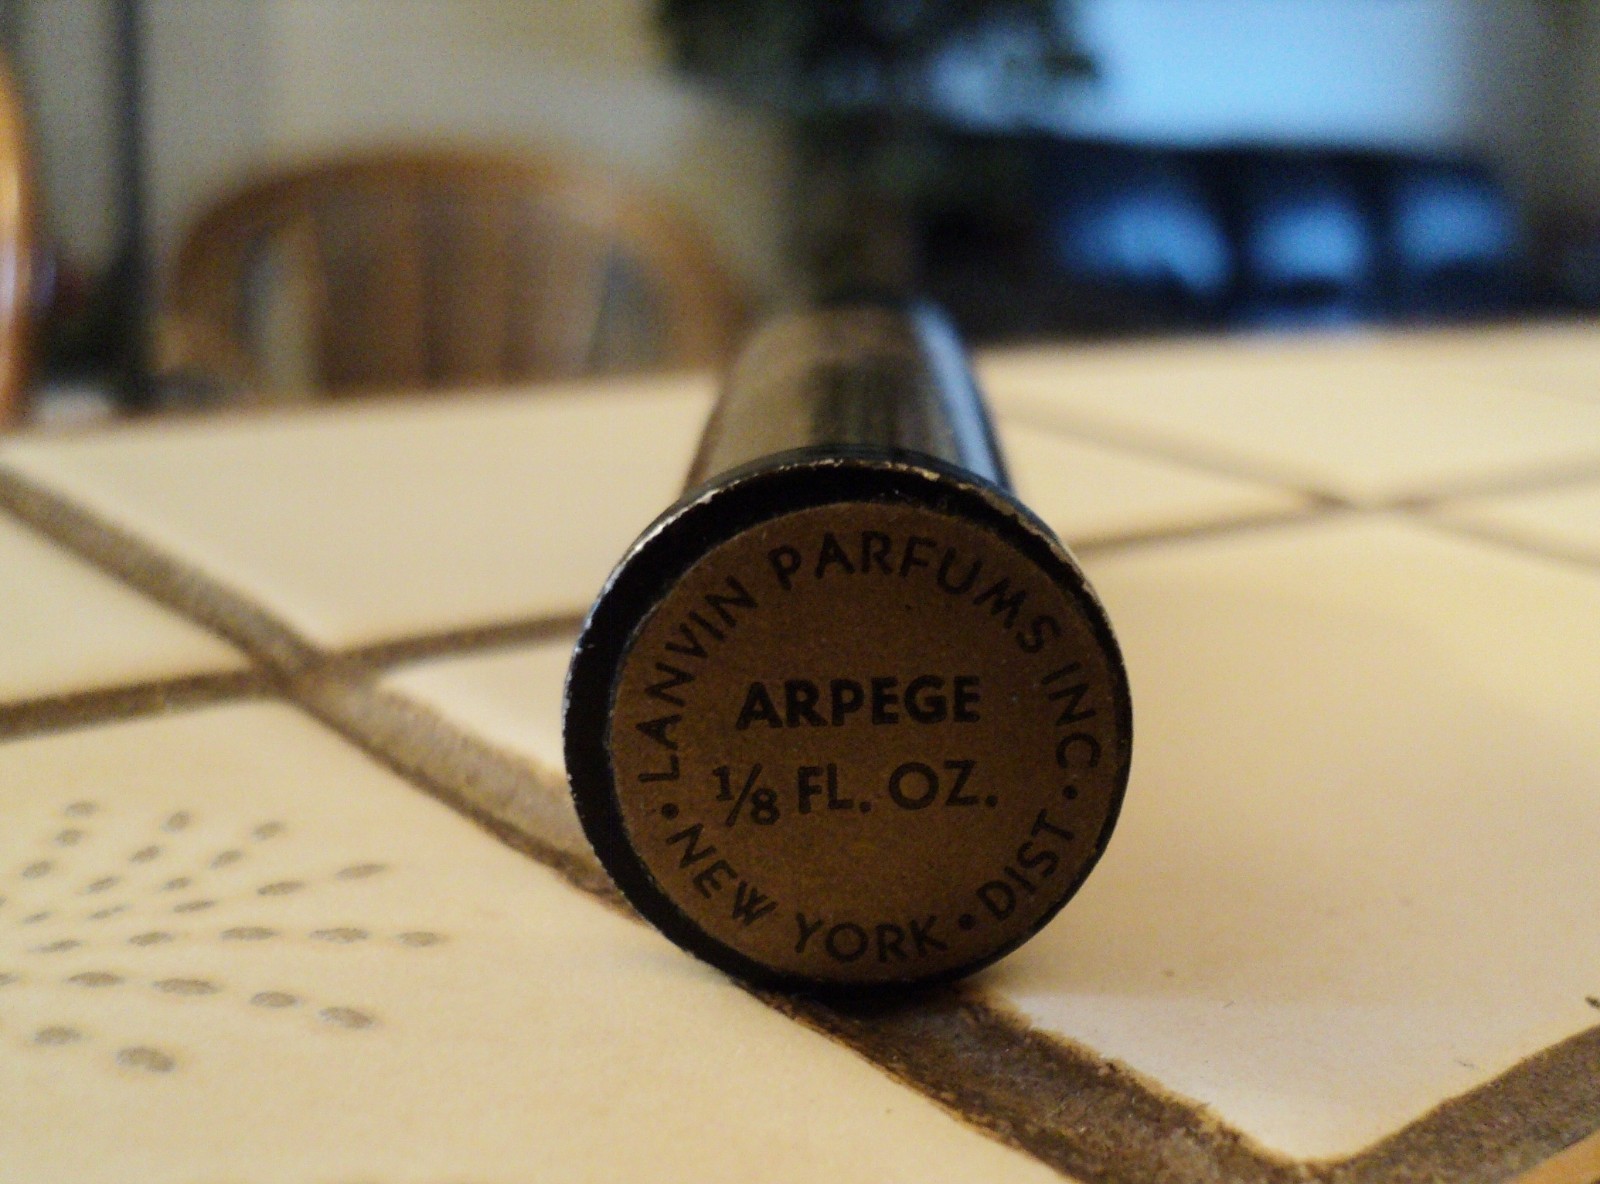 LANVIN PARFUMS INC
ARPEGE
1/8 FL. OZ.
• NEW YORK • DIST •